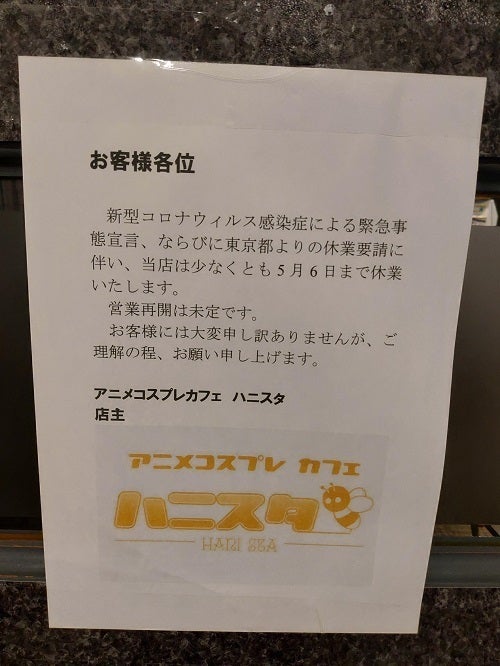 お客様各位
新型コロナウィルス感染症による緊急事
態宣言、ならびに東京都よりの休業要請に
伴い、当店は少なくとも5月6日まで休業
いたします。
営業再開は未定です。
お客様には大変申し訳ありませんが、ご
理解の程、お願い申し上げます。
アニメコスプレカフェ ハニスタ
店主
アニメコスプレ カフェ
ハニスタ
HANI STA